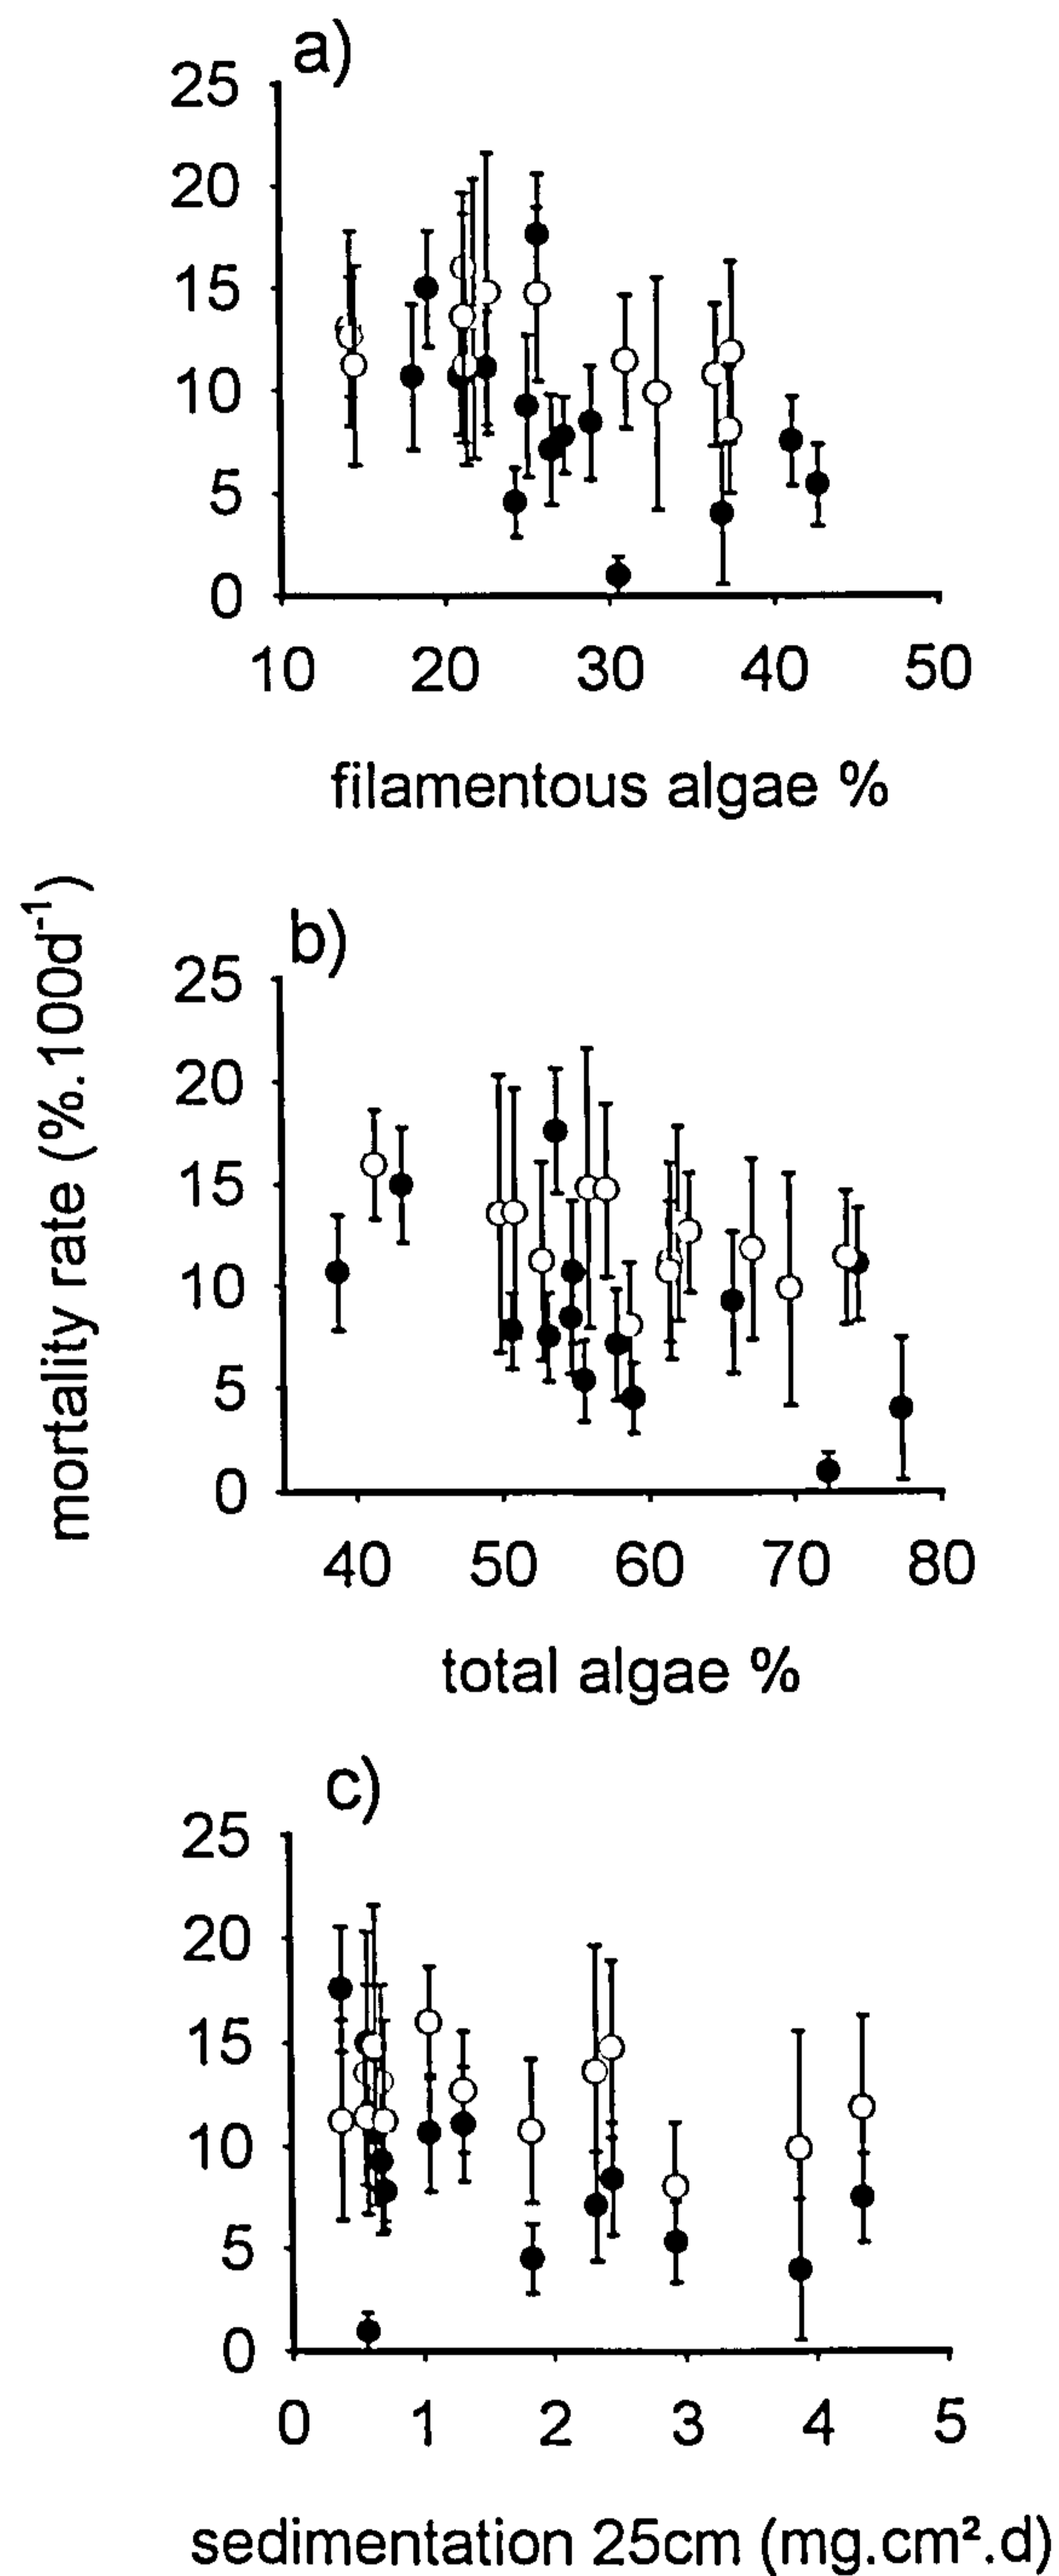 a)
25
20
15
10
5
0
10 20 30 40 50
filamentous algae %
mortality rate (%.100d⁻¹)
b)
25
20
15
10
5
0
40 50 60 70 80
total algae %
c)
25
20
15
10
5
0
0 1 2 3 4 5
sedimentation 25cm (mg.cm².d)